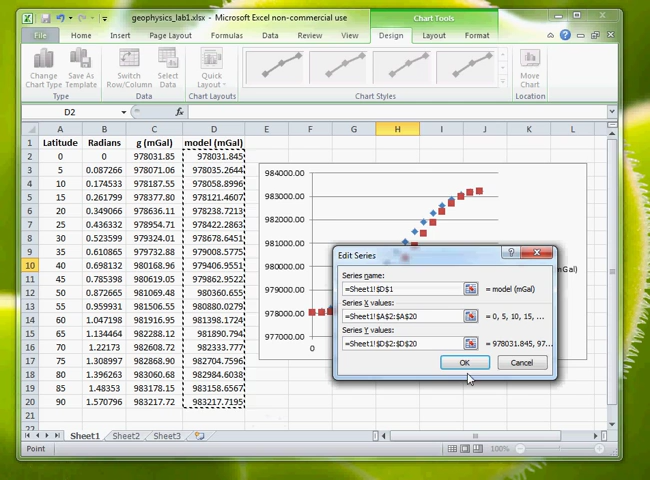 geophysics_lab1.xlsx - Microsoft Excel non-commercial use
Chart Tools
File Home Insert Page Layout Formulas Data Review View Design Layout Format
Change Chart Type
Save As Template
Switch Row/Column
Select Data
Quick Layout
Move Chart
Type Data Chart Layouts Chart Styles Location
D2 fx
A B C D E F G H I J K L
1 Latitude Radians g (mGal) model (mGal)
2 0 0 978031.85 978031.845
3 5 0.087266 978071.06 978035.2644
4 10 0.174533 978187.55 978058.8996
5 15 0.261799 978377.80 978121.4607
6 20 0.349066 978636.11 978238.7213
7 25 0.436332 978954.71 978422.2863
8 30 0.523599 979324.01 978678.6451
9 35 0.610865 979732.88 979008.5775
10 40 0.698132 980168.96 979406.9551
11 45 0.785398 980619.05 979862.9522
12 50 0.872665 981069.48 980360.655
13 55 0.959931 981506.55 980880.0279
14 60 1.047198 981915.96 981398.1724
15 65 1.134464 982288.12 981890.794
16 70 1.22173 982608.72 982333.777
17 75 1.308997 982868.90 982704.7596
18 80 1.396263 983060.68 982984.6038
19 85 1.48353 983178.15 983158.6567
20 90 1.570796 983217.72 983217.7195
21
22
984000.00
983000.00
982000.00
981000.00
980000.00
979000.00
978000.00
977000.00
0
Gal)
Edit Series
Series name:
=Sheet1!$D$1 = model (mGal)
Series X values:
=Sheet1!$A$2:$A$20 = 0, 5, 10, 15, ...
Series Y values:
=Sheet1!$D$2:$D$20 = 978031.845, 97...
OK Cancel
Sheet1 Sheet2 Sheet3
Point 100%